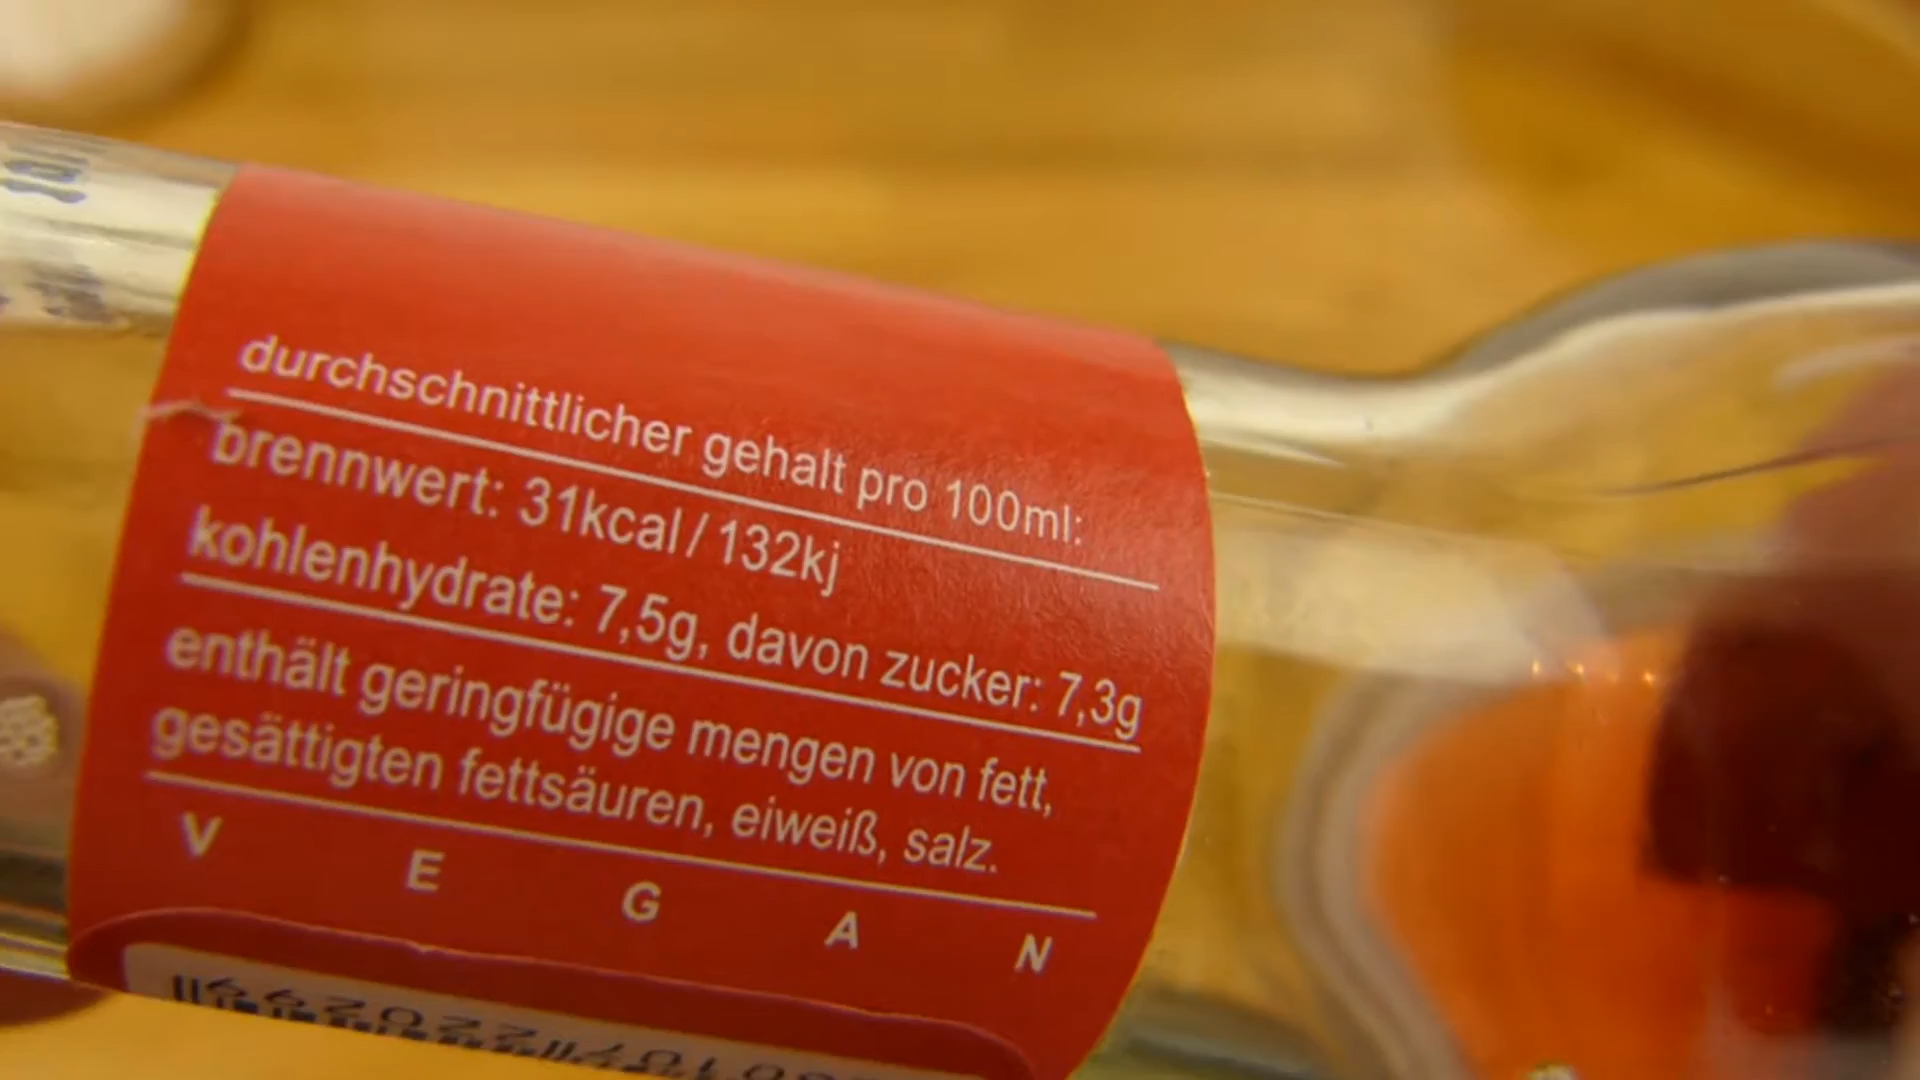 durchschnittlicher gehalt pro 100ml:
brennwert: 31kcal / 132kj
kohlenhydrate: 7,5g, davon zucker: 7,3g
enthält geringfügige mengen von fett,
gesättigten fettsäuren, eiweiß, salz.
V E G A N